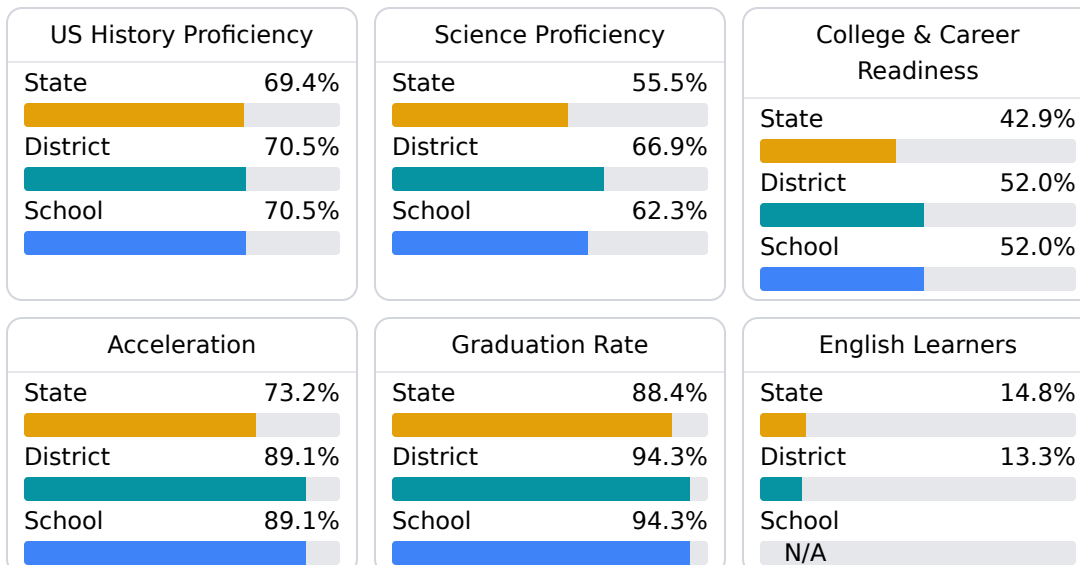 US History Proficiency
State 69.4%
District 70.5%
School 70.5%
Science Proficiency
State 55.5%
District 66.9%
School 62.3%
College & Career
Readiness
State 42.9%
District 52.0%
School 52.0%
Acceleration
State 73.2%
District 89.1%
School 89.1%
Graduation Rate
State 88.4%
District 94.3%
School 94.3%
English Learners
State 14.8%
District 13.3%
School
N/A